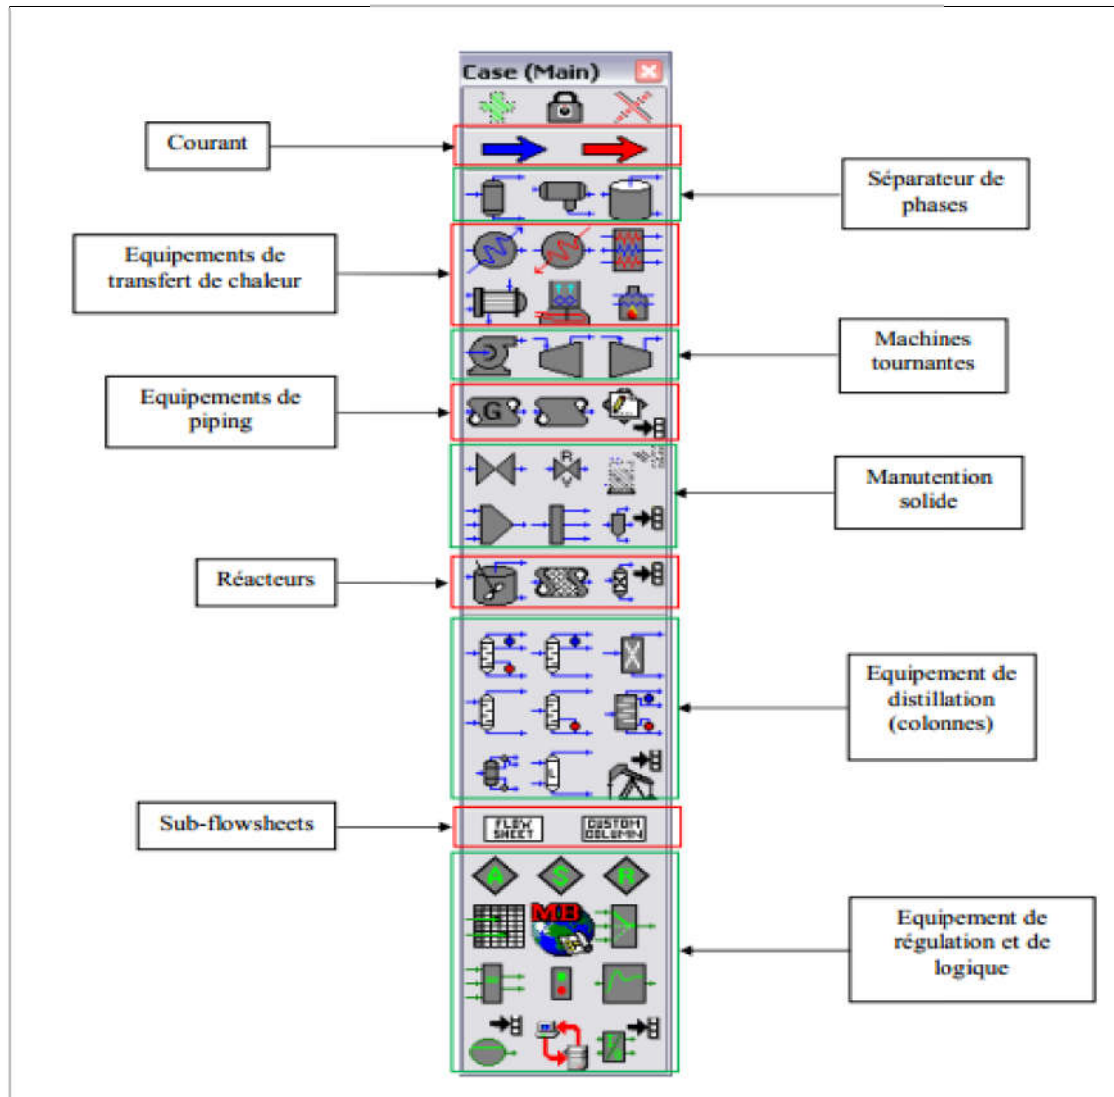 Case (Main)
Courant
Séparateur de
phases
Equipements de
transfert de chaleur
Machines
tournantes
Equipements de
piping
G
R
V
Manutention
solide
Réacteurs
Equipement de
distillation
(colonnes)
L
Sub-flowsheets
FLOW
SHEET
CUSTOM
COLUMN
A
S
R
MB
Equipement de
régulation et de
logique